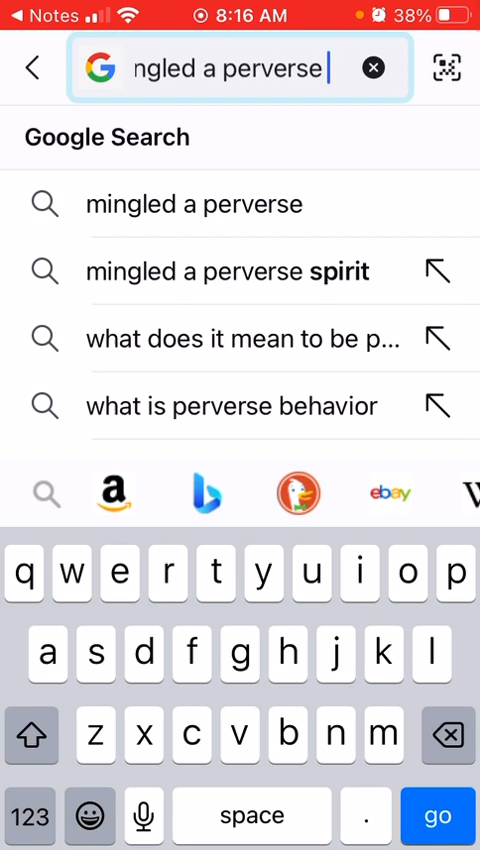 Notes 8:16 AM 38%
ngled a perverse
Google Search
mingled a perverse
mingled a perverse spirit
what does it mean to be p...
what is perverse behavior
a ebay W
q w e r t y u i o p
a s d f g h j k l
z x c v b n m
123 space . go